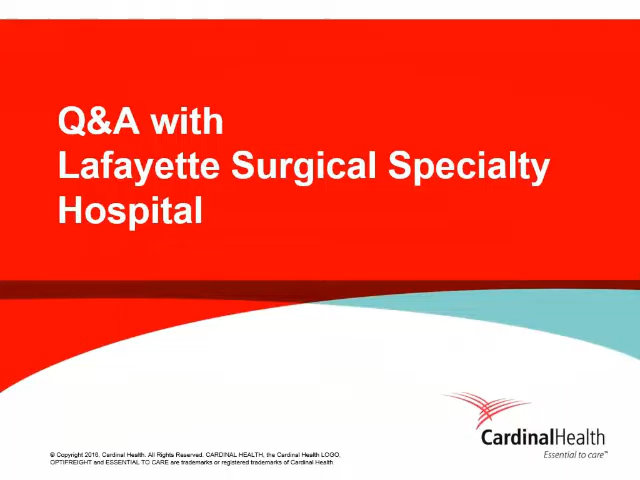 Q&A with
Lafayette Surgical Specialty
Hospital
CardinalHealth
Essential to care™
© Copyright 2016, Cardinal Health. All Rights Reserved. CARDINAL HEALTH, the Cardinal Health LOGO,
OPTIFREIGHT and ESSENTIAL TO CARE are trademarks or registered trademarks of Cardinal Health